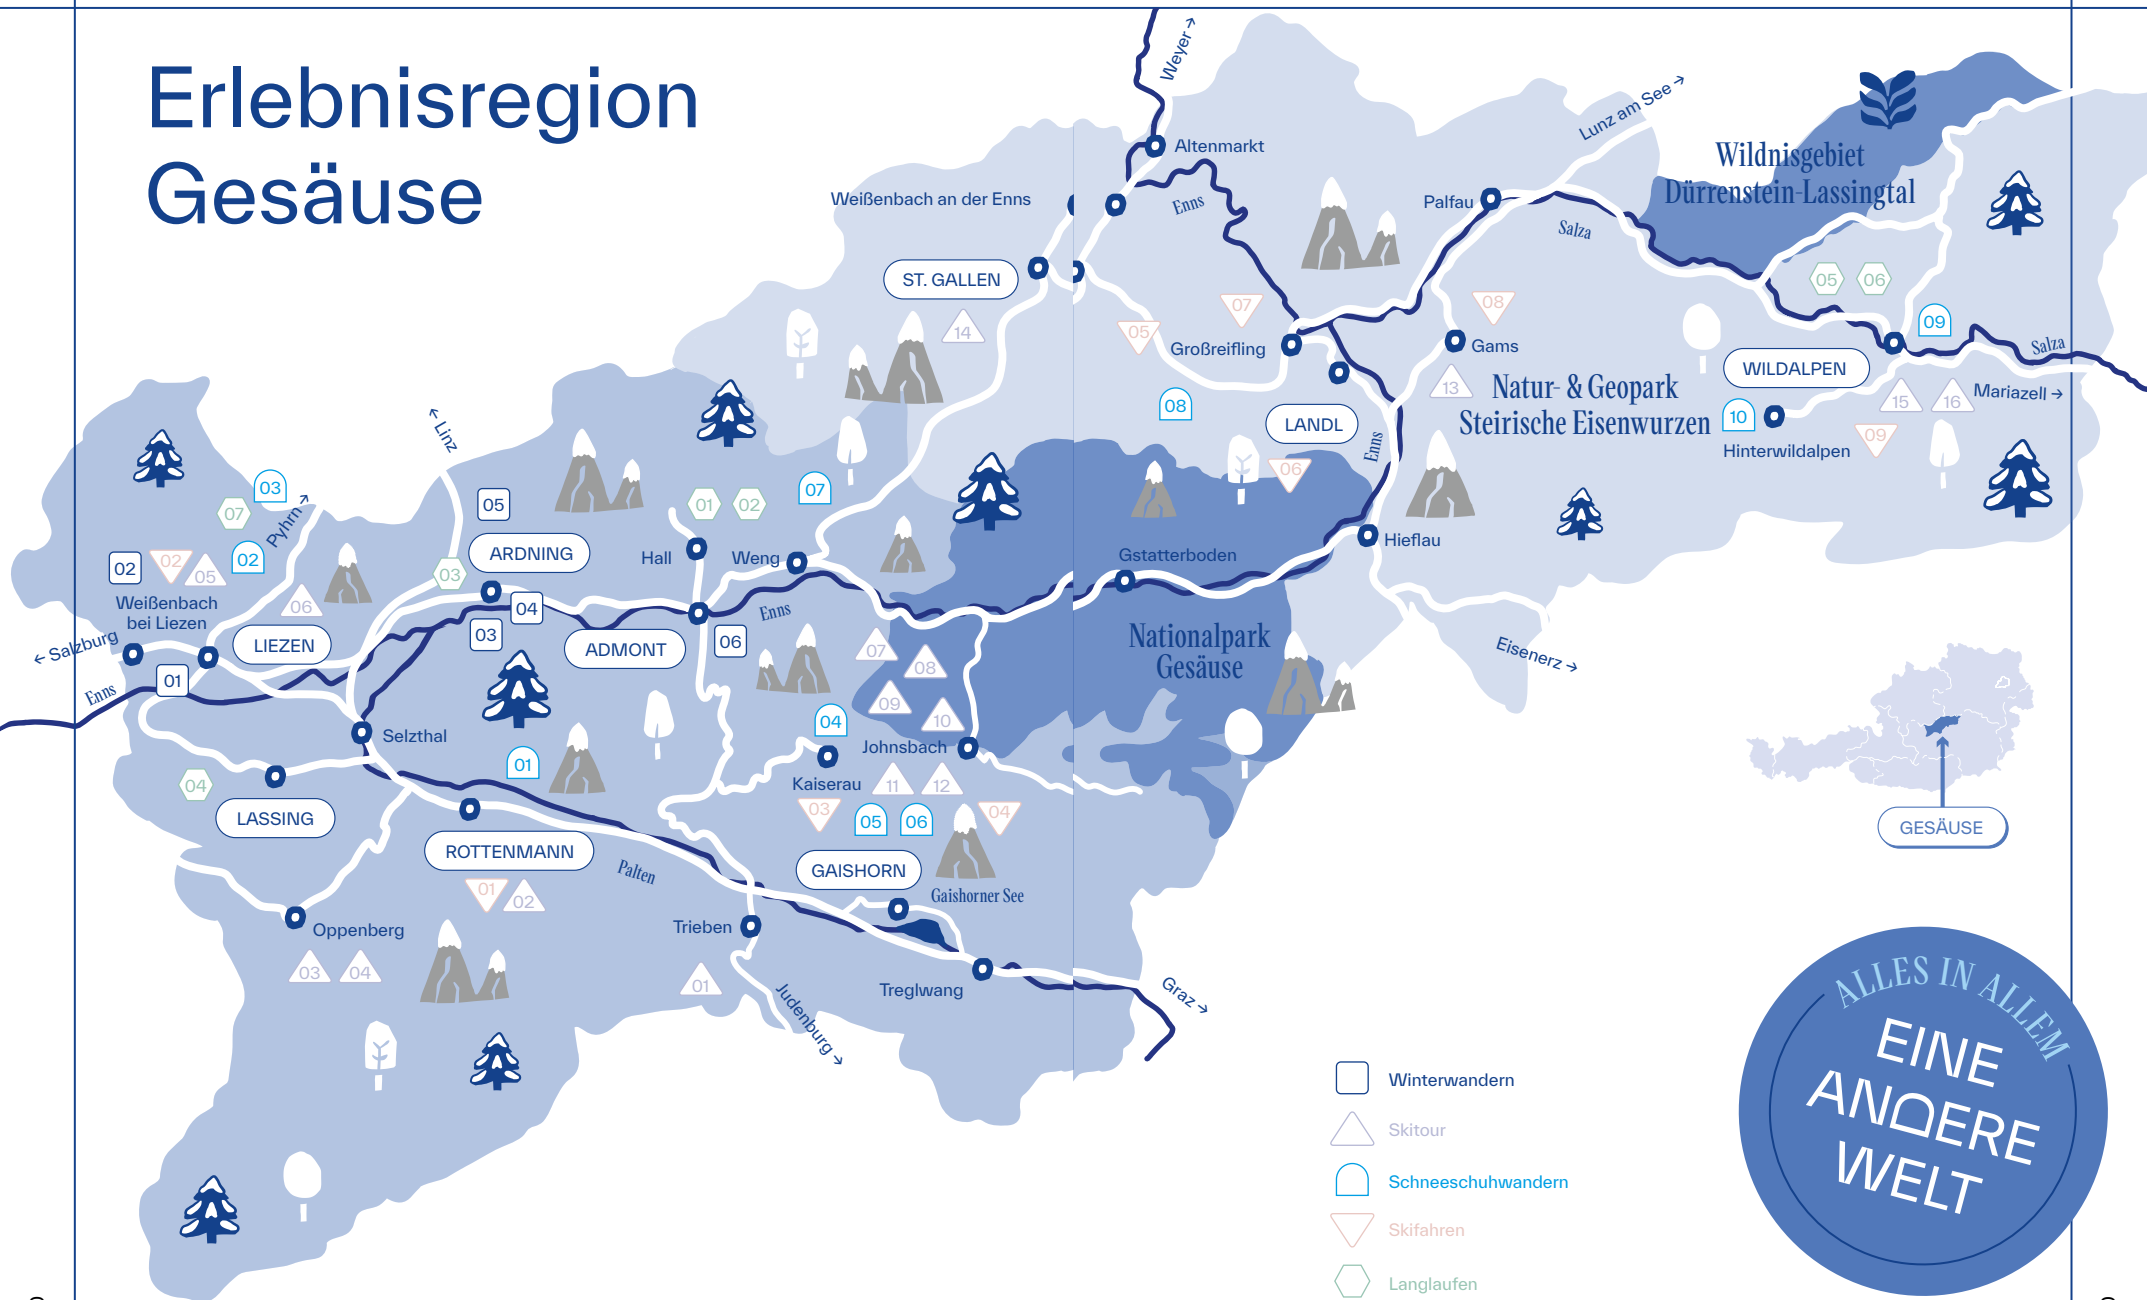 Erlebnisregion
Gesäuse
Weyer →
Altenmarkt
Lunz am See →
Wildnisgebiet
Dürrenstein-Lassingtal
Weißenbach an der Enns
Enns
Palfau
Salza
ST. GALLEN
14
05
07
08
05
06
09
Großreifling
Gams
Salza
WILDALPEN
13
Natur- & Geopark
Steirische Eisenwurzen
08
LANDL
10
15
16
Mariazell →
09
Hinterwildalpen
Enns
06
← Linz
03
07
Pyhrn →
02
02
02
05
Weißenbach
bei Liezen
06
05
ARDNING
03
04
03
01
02
07
Hall
Weng
Gstatterboden
Hieflau
← Salzburg
LIEZEN
ADMONT
06
Enns
Nationalpark
Gesäuse
Eisenerz →
01
Enns
07
08
09
10
Selzthal
04
Johnsbach
01
Kaiserau
11
12
04
LASSING
03
05
06
04
GESÄUSE
ROTTENMANN
Palten
GAISHORN
Gaishorner See
01
02
Oppenberg
03
04
Trieben
01
Treglwang
Judenburg →
Graz →
Winterwandern
Skitour
Schneeschuhwandern
Skifahren
Langlaufen
ALLES IN ALLEM
EINE
ANDERE
WELT